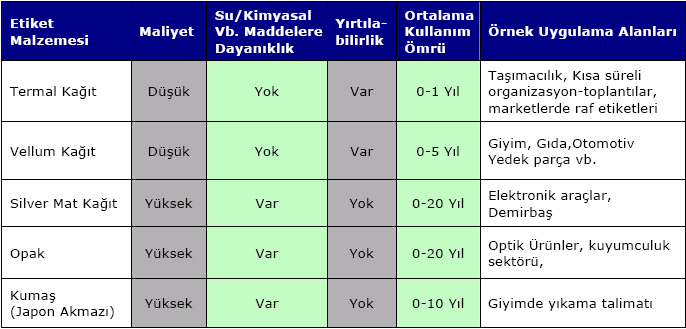 Etiket Malzemesi | Maliyet | Su/Kimyasal Vb. Maddelere Dayanıklık | Yırtıla-bilirlik | Ortalama Kullanım Ömrü | Örnek Uygulama Alanları
Termal Kağıt | Düşük | Yok | Var | 0-1 Yıl | Taşımacılık, Kısa süreli organizasyon-toplantılar, marketlerde raf etiketleri
Vellum Kağıt | Düşük | Yok | Var | 0-5 Yıl | Giyim, Gıda,Otomotiv Yedek parça vb.
Silver Mat Kağıt | Yüksek | Var | Yok | 0-20 Yıl | Elektronik araçlar, Demirbaş
Opak | Yüksek | Var | Yok | 0-20 Yıl | Optik Ürünler, kuyumculuk sektörü,
Kumaş (Japon Akmazı) | Yüksek | Var | Yok | 0-10 Yıl | Giyimde yıkama talimatı